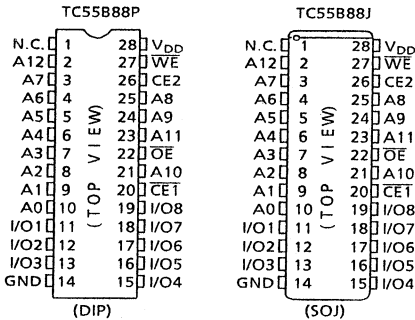 TC55B88P
N.C. 1 28 VDD
A12 2 27 WE
A7 3 26 CE2
A6 4 25 A8
A5 5 24 A9
A4 6 23 A11
A3 7 22 OE
A2 8 21 A10
A1 9 20 CE1
A0 10 19 I/O8
I/O1 11 18 I/O7
I/O2 12 17 I/O6
I/O3 13 16 I/O5
GND 14 15 I/O4
(TOP VIEW)
(DIP)
TC55B88J
N.C. 1 28 VDD
A12 2 27 WE
A7 3 26 CE2
A6 4 25 A8
A5 5 24 A9
A4 6 23 A11
A3 7 22 OE
A2 8 21 A10
A1 9 20 CE1
A0 10 19 I/O8
I/O1 11 18 I/O7
I/O2 12 17 I/O6
I/O3 13 16 I/O5
GND 14 15 I/O4
(TOP VIEW)
(SOJ)